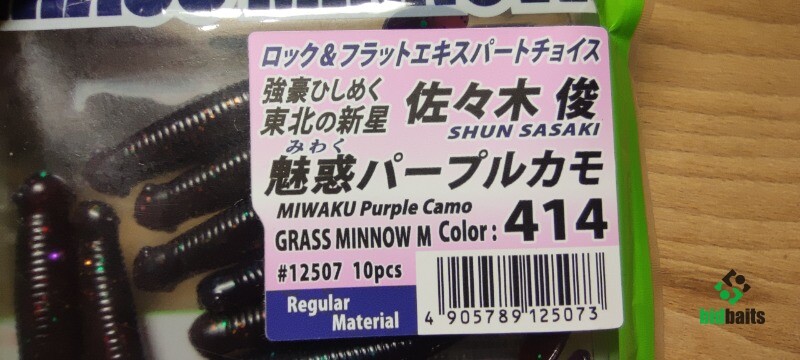 ロック&フラットエキスパートチョイス
強豪ひしめく
東北の新星
佐々木 俊
SHUN SASAKI
みわく
魅惑パープルカモ
MIWAKU Purple Camo
GRASS MINNOW M Color: 414
#12507 10pcs
Regular
Material
4 905789 125073
baits